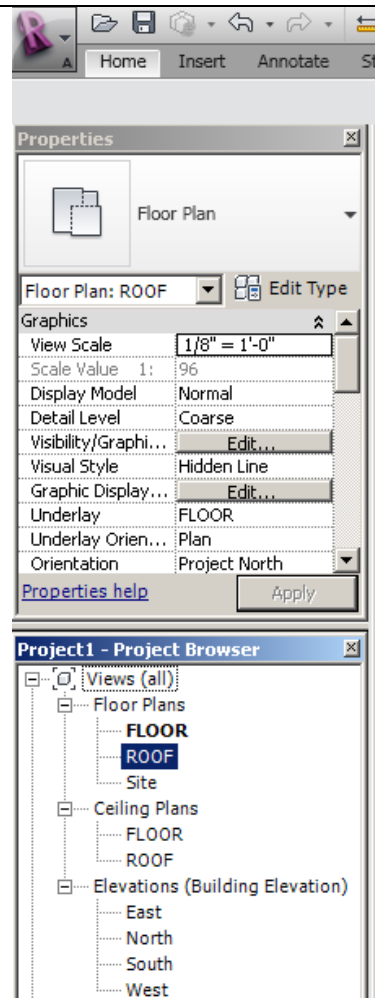 A
Home Insert Annotate St
Properties
Floor Plan
Floor Plan: ROOF Edit Type
Graphics
View Scale 1/8" = 1'-0"
Scale Value 1: 96
Display Model Normal
Detail Level Coarse
Visibility/Graphi... Edit...
Visual Style Hidden Line
Graphic Display... Edit...
Underlay FLOOR
Underlay Orien... Plan
Orientation Project North
Properties help Apply
Project1 - Project Browser
Views (all)
Floor Plans
FLOOR
ROOF
Site
Ceiling Plans
FLOOR
ROOF
Elevations (Building Elevation)
East
North
South
West